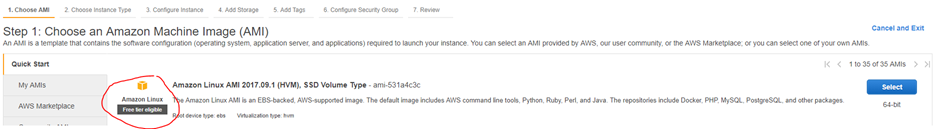 1. Choose AMI 2. Choose Instance Type 3. Configure Instance 4. Add Storage 5. Add Tags 6. Configure Security Group 7. Review
Step 1: Choose an Amazon Machine Image (AMI) Cancel and Exit
An AMI is a template that contains the software configuration (operating system, application server, and applications) required to launch your instance. You can select an AMI provided by AWS, our user community, or the AWS Marketplace; or you can select one of your own AMIs.
Quick Start 1 to 35 of 35 AMIs
My AMIs
AWS Marketplace
Amazon Linux
Free tier eligible
Amazon Linux AMI 2017.09.1 (HVM), SSD Volume Type - ami-531a4c3c
The Amazon Linux AMI is an EBS-backed, AWS-supported image. The default image includes AWS command line tools, Python, Ruby, Perl, and Java. The repositories include Docker, PHP, MySQL, PostgreSQL, and other packages.
Root device type: ebs Virtualization type: hvm
Select
64-bit